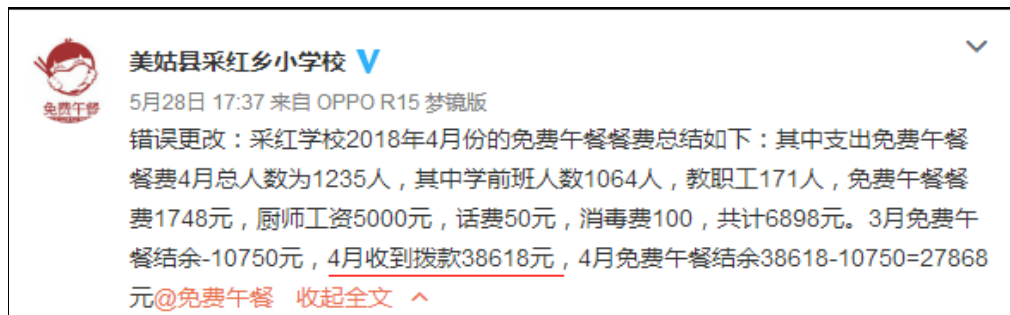 美姑县采红乡小学校
5月28日 17:37 来自 OPPO R15 梦镜版
免费午餐
错误更改：采红学校2018年4月份的免费午餐餐费总结如下：其中支出免费午餐
餐费4月总人数为1235人，其中学前班人数1064人，教职工171人，免费午餐餐
费1748元，厨师工资5000元，话费50元，消毒费100，共计6898元。3月免费午
餐结余-10750元，4月收到拨款38618元，4月免费午餐结余38618-10750=27868
元@免费午餐 收起全文